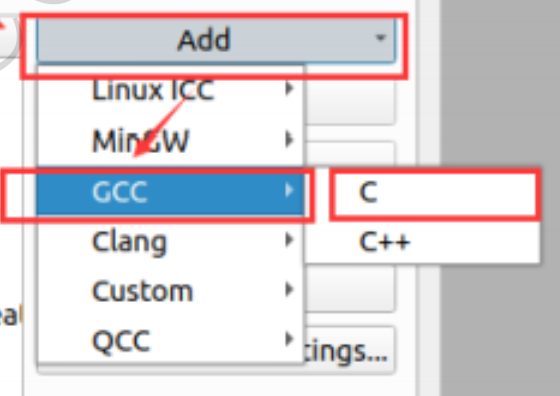 Add
Linux ICC
MinGW
GCC
C
Clang
C++
Custom
QCC
tings...